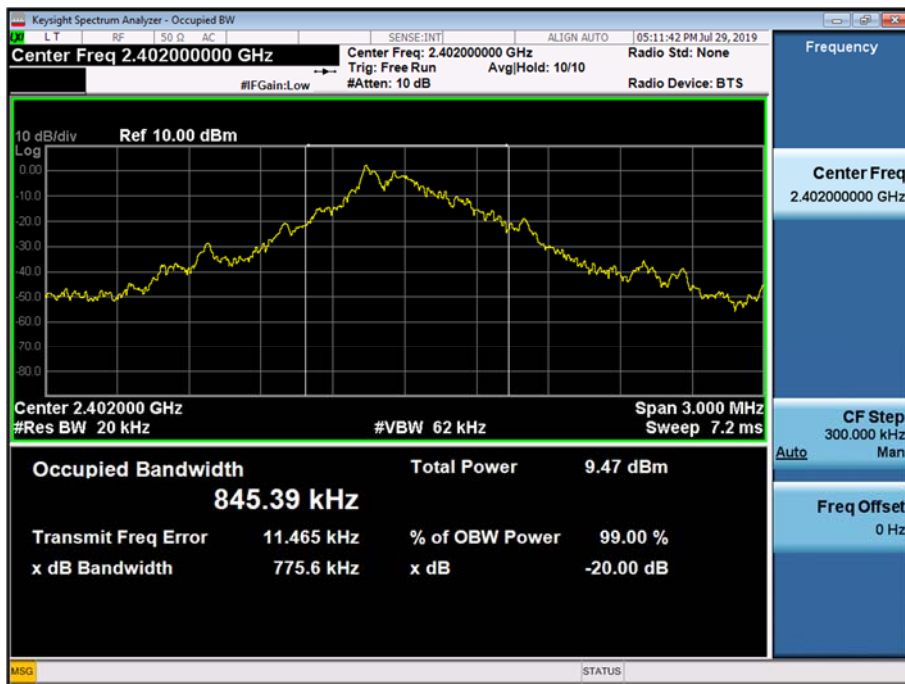 Keysight Spectrum Analyzer - Occupied BW
LXI L T RF 50 Ω AC SENSE:INT ALIGN AUTO 05:11:42 PM Jul 29, 2019
Center Freq 2.402000000 GHz
Center Freq: 2.402000000 GHz Radio Std: None
Trig: Free Run Avg|Hold: 10/10
#IFGain:Low #Atten: 10 dB Radio Device: BTS
Frequency
10 dB/div Ref 10.00 dBm
Log
0.00
-10.0
-20.0
-30.0
-40.0
-50.0
-60.0
-70.0
-80.0
Center 2.402000 GHz Span 3.000 MHz
#Res BW 20 kHz #VBW 62 kHz Sweep 7.2 ms
Occupied Bandwidth Total Power 9.47 dBm
845.39 kHz
Transmit Freq Error 11.465 kHz % of OBW Power 99.00 %
x dB Bandwidth 775.6 kHz x dB -20.00 dB
Center Freq
2.402000000 GHz
CF Step
300.000 kHz
Auto Man
Freq Offset
0 Hz
MSG STATUS